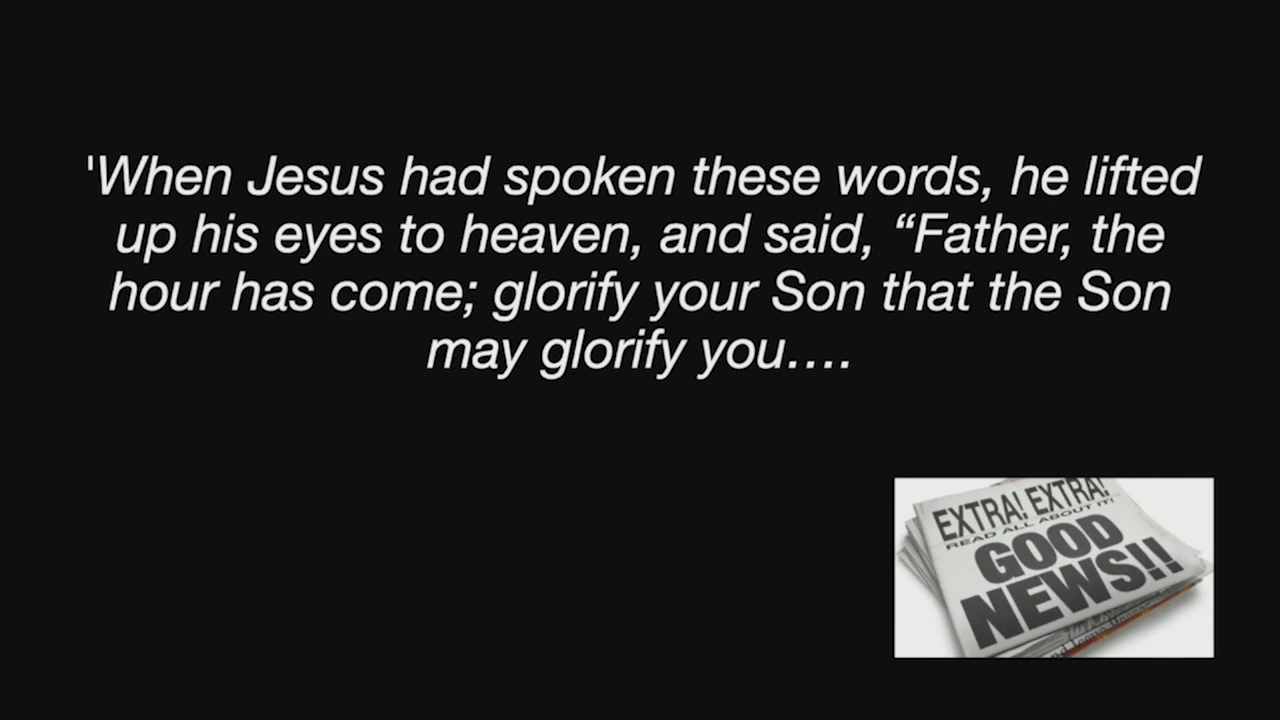 'When Jesus had spoken these words, he lifted
up his eyes to heaven, and said, “Father, the
hour has come; glorify your Son that the Son
may glorify you….
EXTRA! EXTRA!
READ ALL ABOUT IT!
GOOD
NEWS!!